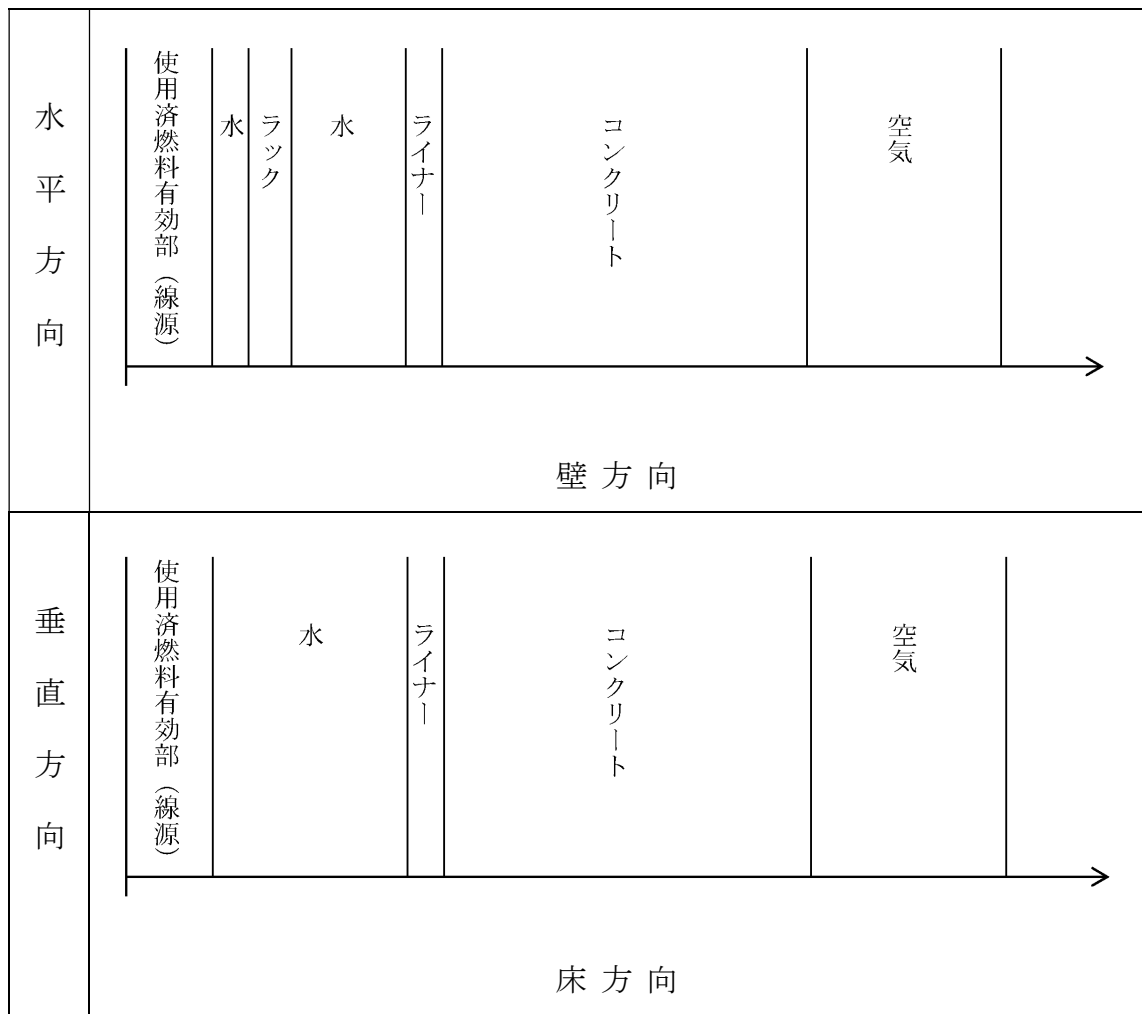 水平方向
使用済燃料有効部（線源）
水
ラック
水
ライナー
コンクリート
空気
壁方向
垂直方向
使用済燃料有効部（線源）
水
ライナー
コンクリート
空気
床方向